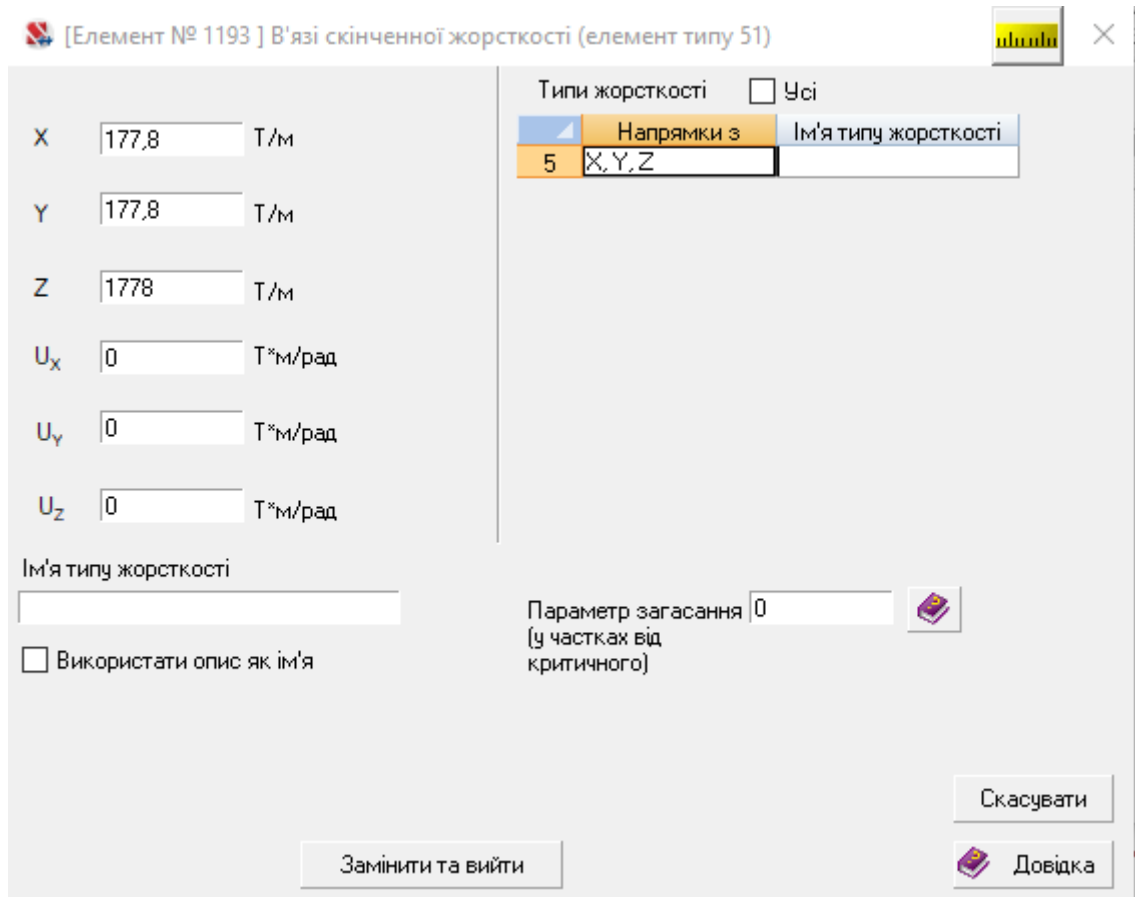 [Елемент № 1193 ] В'язі скінченної жорсткості (елемент типу 51)
Типи жорсткості Усі
Напрямки з Ім'я типу жорсткості
5 X, Y, Z
X 177,8 Т/м
Y 177,8 Т/м
Z 1778 Т/м
UX 0 Т*м/рад
UY 0 Т*м/рад
UZ 0 Т*м/рад
Ім'я типу жорсткості
Використати опис як ім'я
Параметр загасання 0
(у частках від
критичного)
Скасувати
Замінити та вийти
Довідка